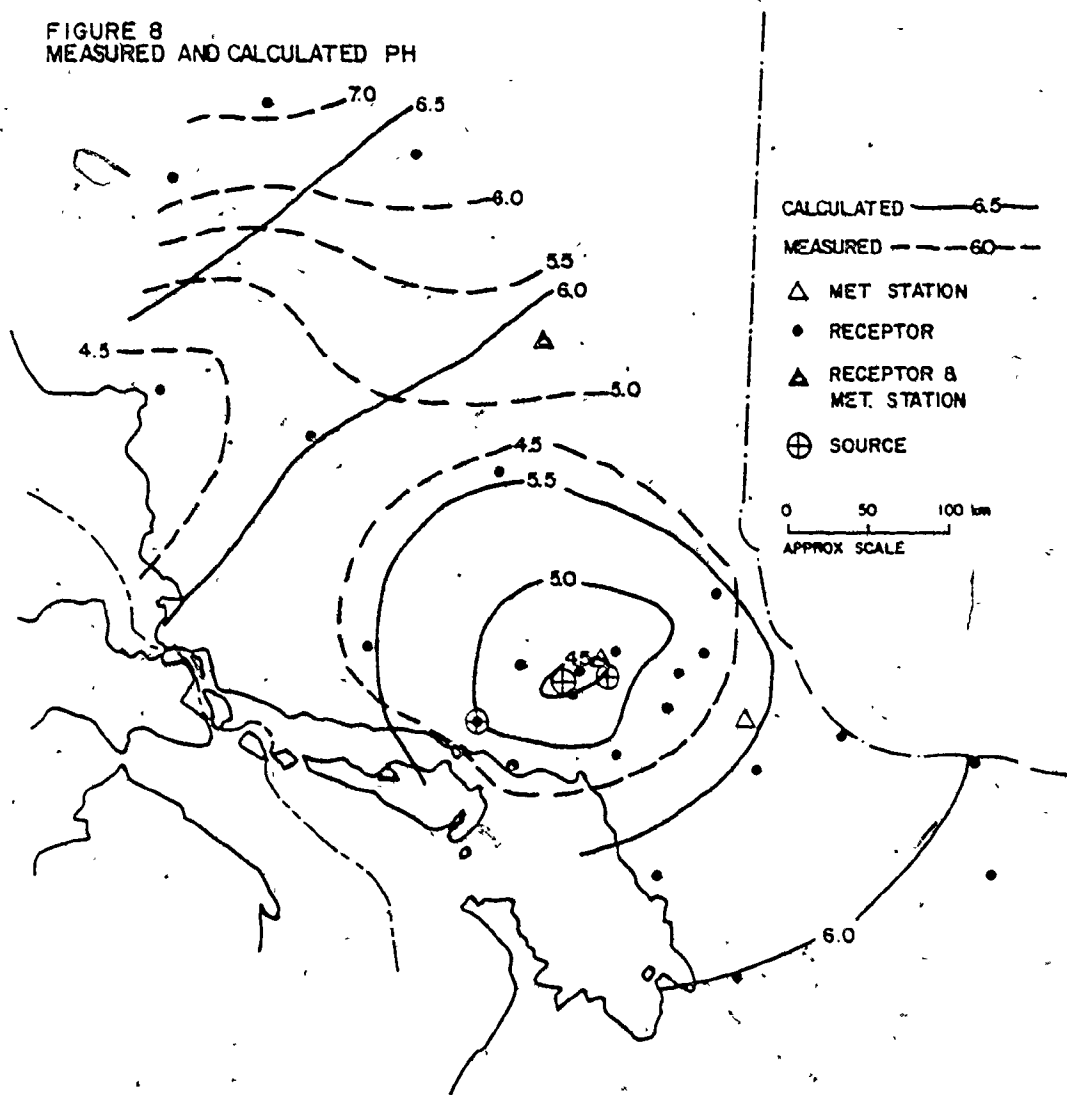 FIGURE 8
MEASURED AND CALCULATED PH
7.0
6.5
6.0
5.5
6.0
4.5
5.0
4.5
5.5
5.0
4.5
6.0
CALCULATED 6.5
MEASURED 6.0
MET STATION
RECEPTOR
RECEPTOR &
MET. STATION
SOURCE
0 50 100 km
APPROX SCALE